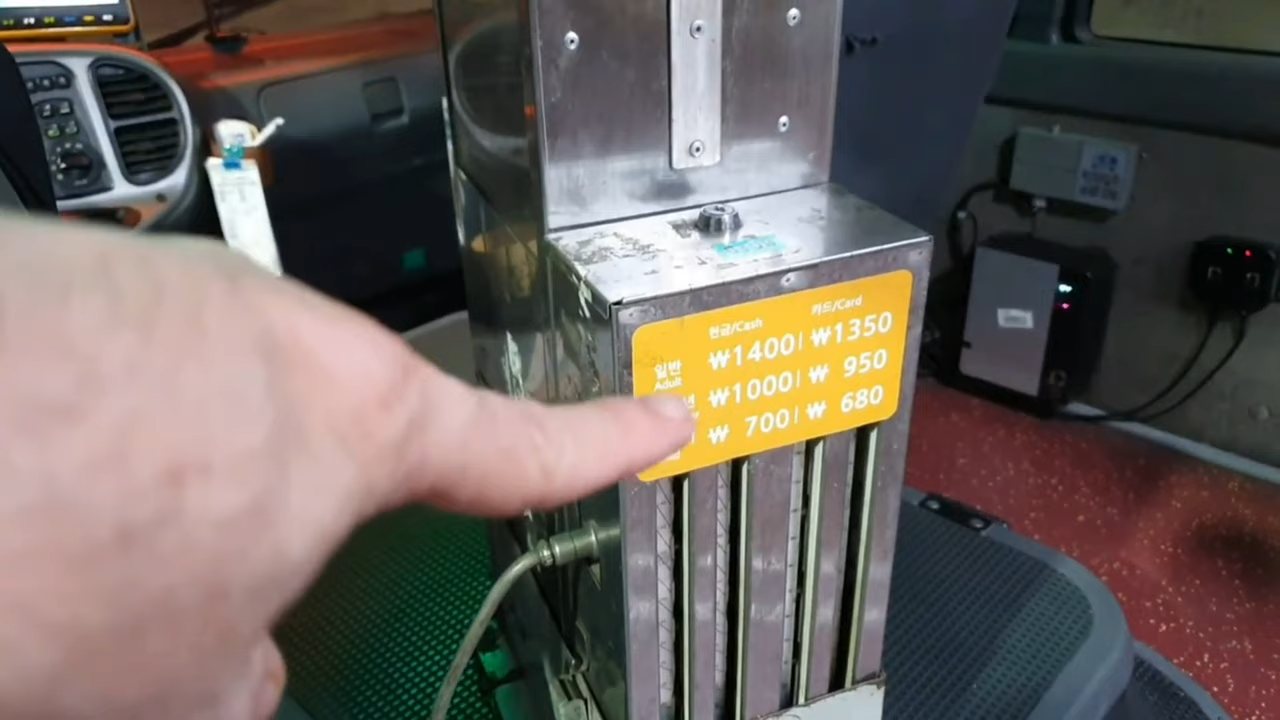 현금/Cash 카드/Card
일반 ₩1400 ₩1350
Adult
₩1000 ₩ 950
₩ 700 ₩ 680